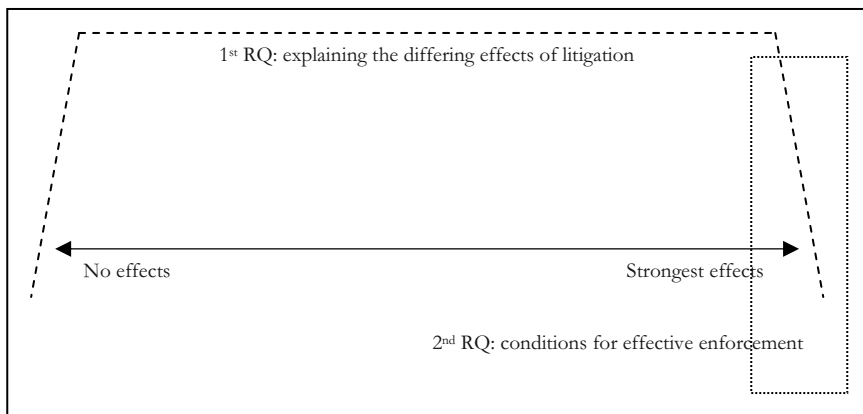 1st RQ: explaining the differing effects of litigation
No effects
Strongest effects
2nd RQ: conditions for effective enforcement